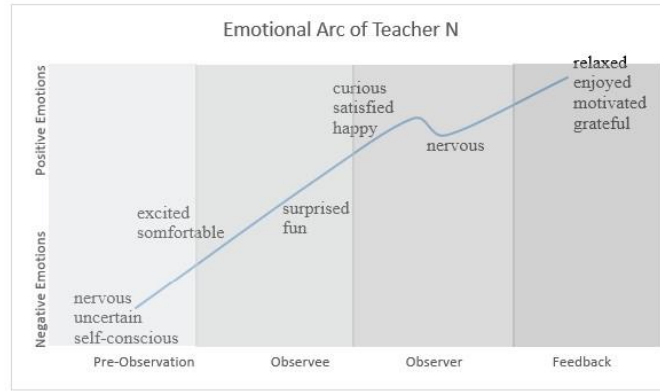 Emotional Arc of Teacher N
Positive Emotions
Negative Emotions
nervous
uncertain
self-conscious
excited
somfortable
surprised
fun
curious
satisfied
happy
nervous
relaxed
enjoyed
motivated
grateful
Pre-Observation
Observee
Observer
Feedback